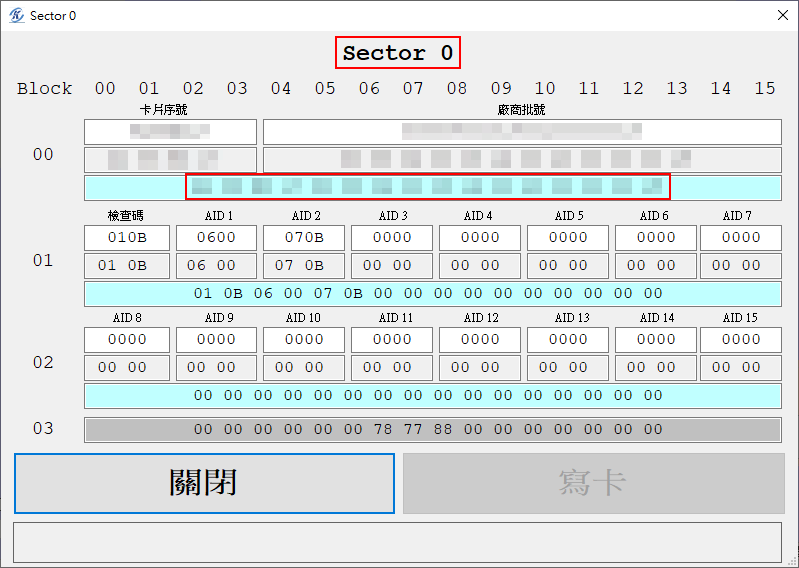 Sector 0
Sector 0
Block 00 01 02 03 04 05 06 07 08 09 10 11 12 13 14 15
卡片序號 廠商批號
00
檢查碼 AID 1 AID 2 AID 3 AID 4 AID 5 AID 6 AID 7
010B 0600 070B 0000 0000 0000 0000 0000
01 01 0B 06 00 07 0B 00 00 00 00 00 00 00 00 00 00
01 0B 06 00 07 0B 00 00 00 00 00 00 00 00 00 00
AID 8 AID 9 AID 10 AID 11 AID 12 AID 13 AID 14 AID 15
0000 0000 0000 0000 0000 0000 0000 0000
02 00 00 00 00 00 00 00 00 00 00 00 00 00 00 00 00
00 00 00 00 00 00 00 00 00 00 00 00 00 00 00 00
03 00 00 00 00 00 00 78 77 88 00 00 00 00 00 00 00
關閉 寫卡